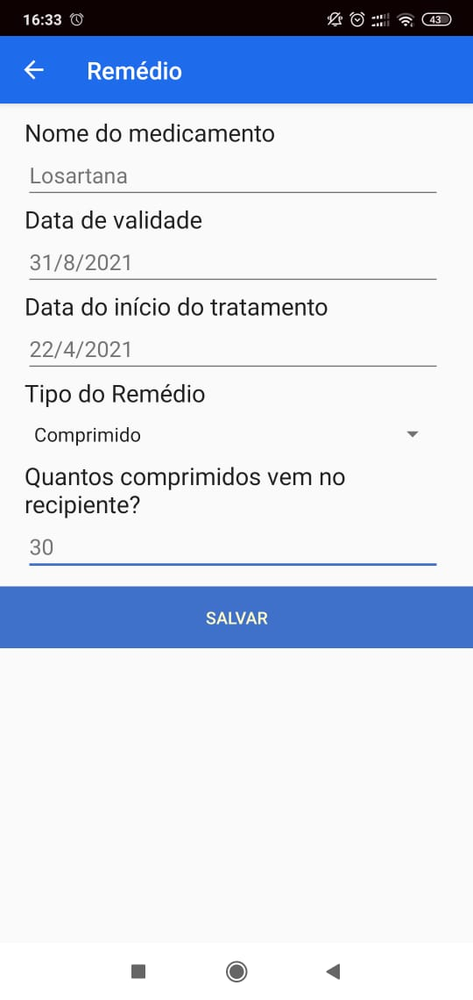 16:33
43
Remédio
Nome do medicamento
Losartana
Data de validade
31/8/2021
Data do início do tratamento
22/4/2021
Tipo do Remédio
Comprimido
Quantos comprimidos vem no
recipiente?
30
SALVAR